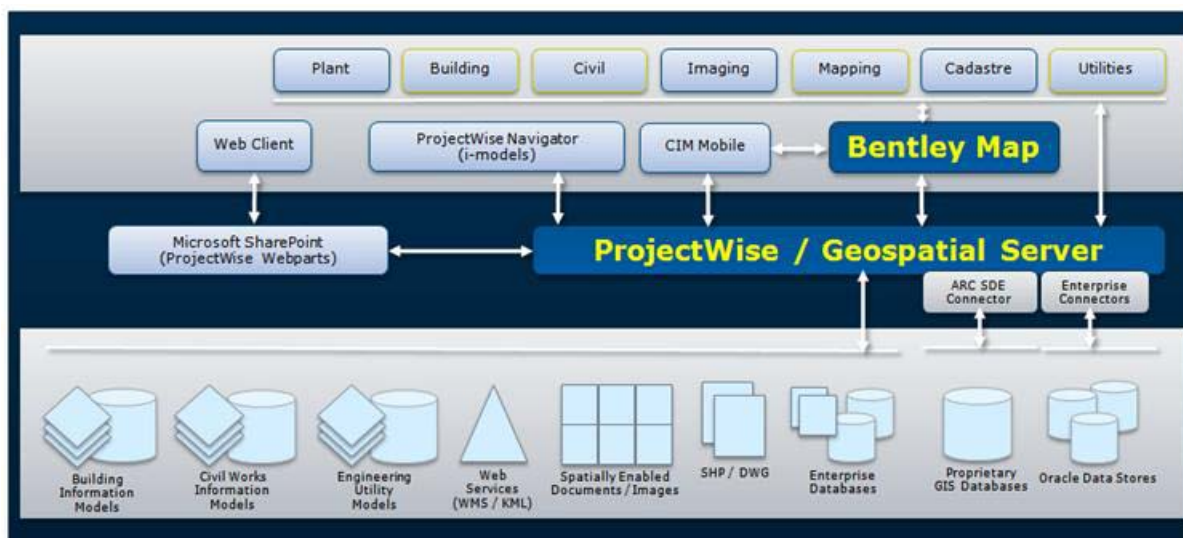 Plant
Building
Civil
Imaging
Mapping
Cadastre
Utilities
Web Client
ProjectWise Navigator
(i-models)
CIM Mobile
Bentley Map
Microsoft SharePoint
(ProjectWise Webparts)
ProjectWise / Geospatial Server
ARC SDE
Connector
Enterprise
Connectors
Building
Information
Models
Civil Works
Information
Models
Engineering
Utility
Models
Web
Services
(WMS / KML)
Spatially Enabled
Documents / Images
SHP / DWG
Enterprise
Databases
Proprietary
GIS Databases
Oracle Data Stores